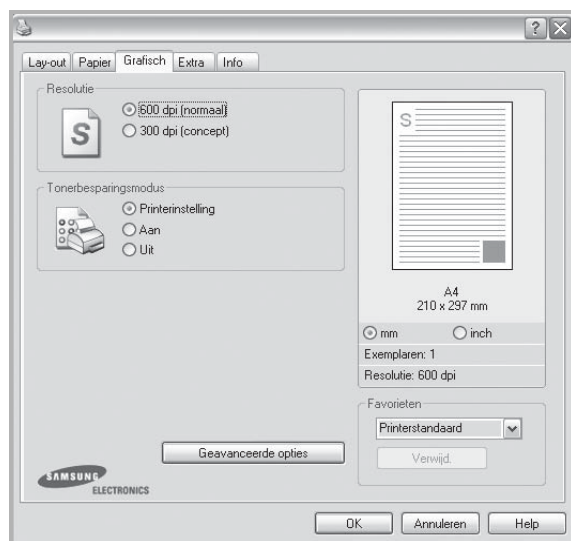 Lay-out Papier Grafisch Extra Info
Resolutie
S
600 dpi (normaal)
300 dpi (concept)
Tonerbesparingsmodus
Printerinstelling
Aan
Uit
S
A4
210 x 297 mm
mm inch
Exemplaren: 1
Resolutie: 600 dpi
Favorieten
Printerstandaard
Verwijd.
Geavanceerde opties
SAMSUNG
ELECTRONICS
OK Annuleren Help